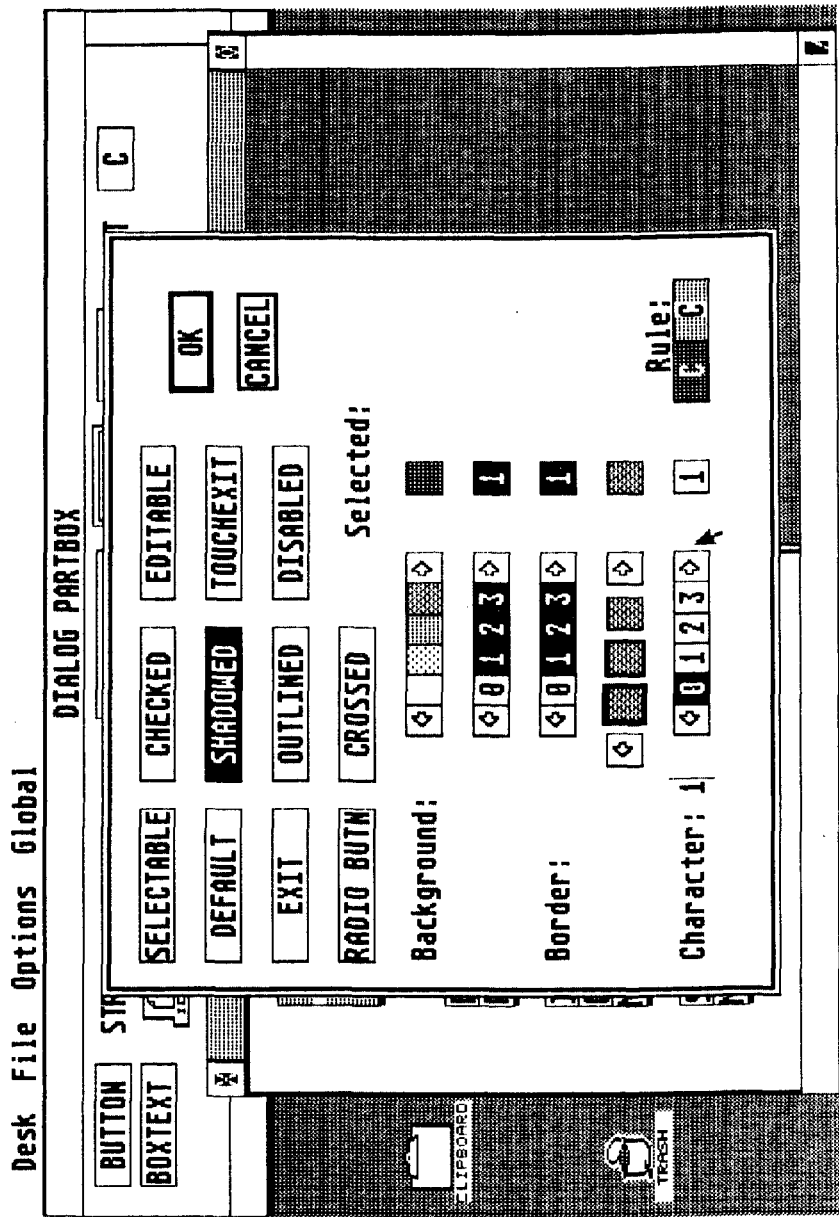 Desk File Options Global
DIALOG PARTBOX
BUTTON STR C
BOXTEXT
SELECTABLE CHECKED EDITABLE OK
DEFAULT SHADOWED TOUCHEXIT CANCEL
EXIT OUTLINED DISABLED
RADIO BUTN CROSSED Selected:
Background:
0 1 2 3 1
Border: 0 1 2 3 1
Rule:
Character: 1 0 1 2 3 1 C C
CLIPBOARD
TRASH